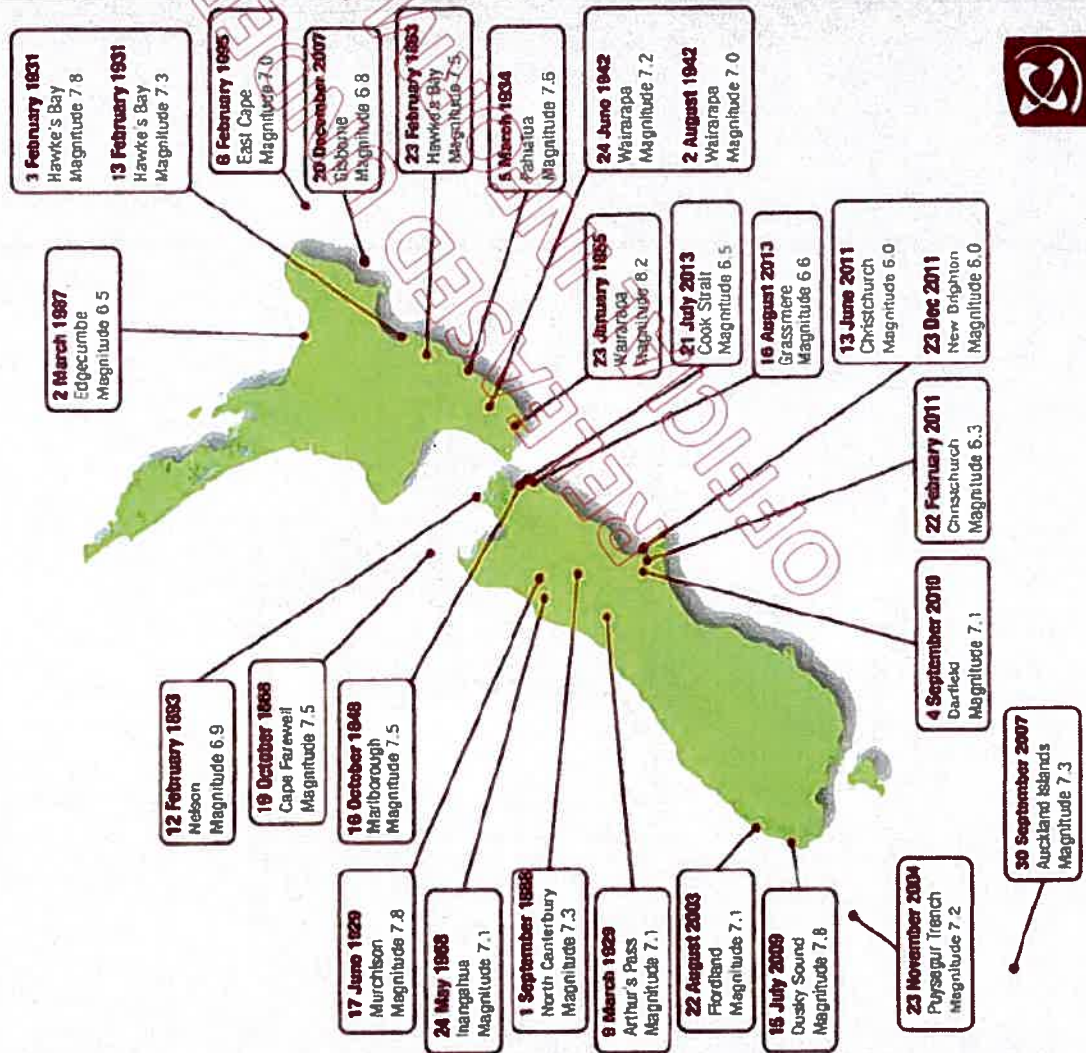 2 March 1987
Edgecumbe
Magnitude 6.5
3 February 1931
Hawke's Bay
Magnitude 7.8
13 February 1931
Hawke's Bay
Magnitude 7.3
6 February 1995
East Cape
Magnitude 7.0
20 December 2007
Gisborne
Magnitude 6.8
23 February 1863
Hawke's Bay
Magnitude 7.5
5 March 1934
Pahiatua
Magnitude 7.6
24 June 1942
Wairarapa
Magnitude 7.2
2 August 1942
Wairarapa
Magnitude 7.0
23 January 1855
Wairarapa
Magnitude 8.2
21 July 2013
Cook Strait
Magnitude 6.5
16 August 2013
Grassmere
Magnitude 6.6
13 June 2011
Christchurch
Magnitude 6.0
23 Dec 2011
New Brighton
Magnitude 6.0
22 February 2011
Christchurch
Magnitude 6.3
4 September 2010
Darfield
Magnitude 7.1
12 February 1893
Nelson
Magnitude 6.9
19 October 1868
Cape Farewell
Magnitude 7.5
16 October 1848
Marlborough
Magnitude 7.5
17 June 1929
Murchison
Magnitude 7.8
24 May 1968
Inangahua
Magnitude 7.1
1 September 1888
North Canterbury
Magnitude 7.3
9 March 1929
Arthur's Pass
Magnitude 7.1
22 August 2003
Fiordland
Magnitude 7.1
15 July 2009
Dusky Sound
Magnitude 7.8
23 November 2004
Puysegur Trench
Magnitude 7.2
30 September 2007
Auckland Islands
Magnitude 7.3
RELEASED